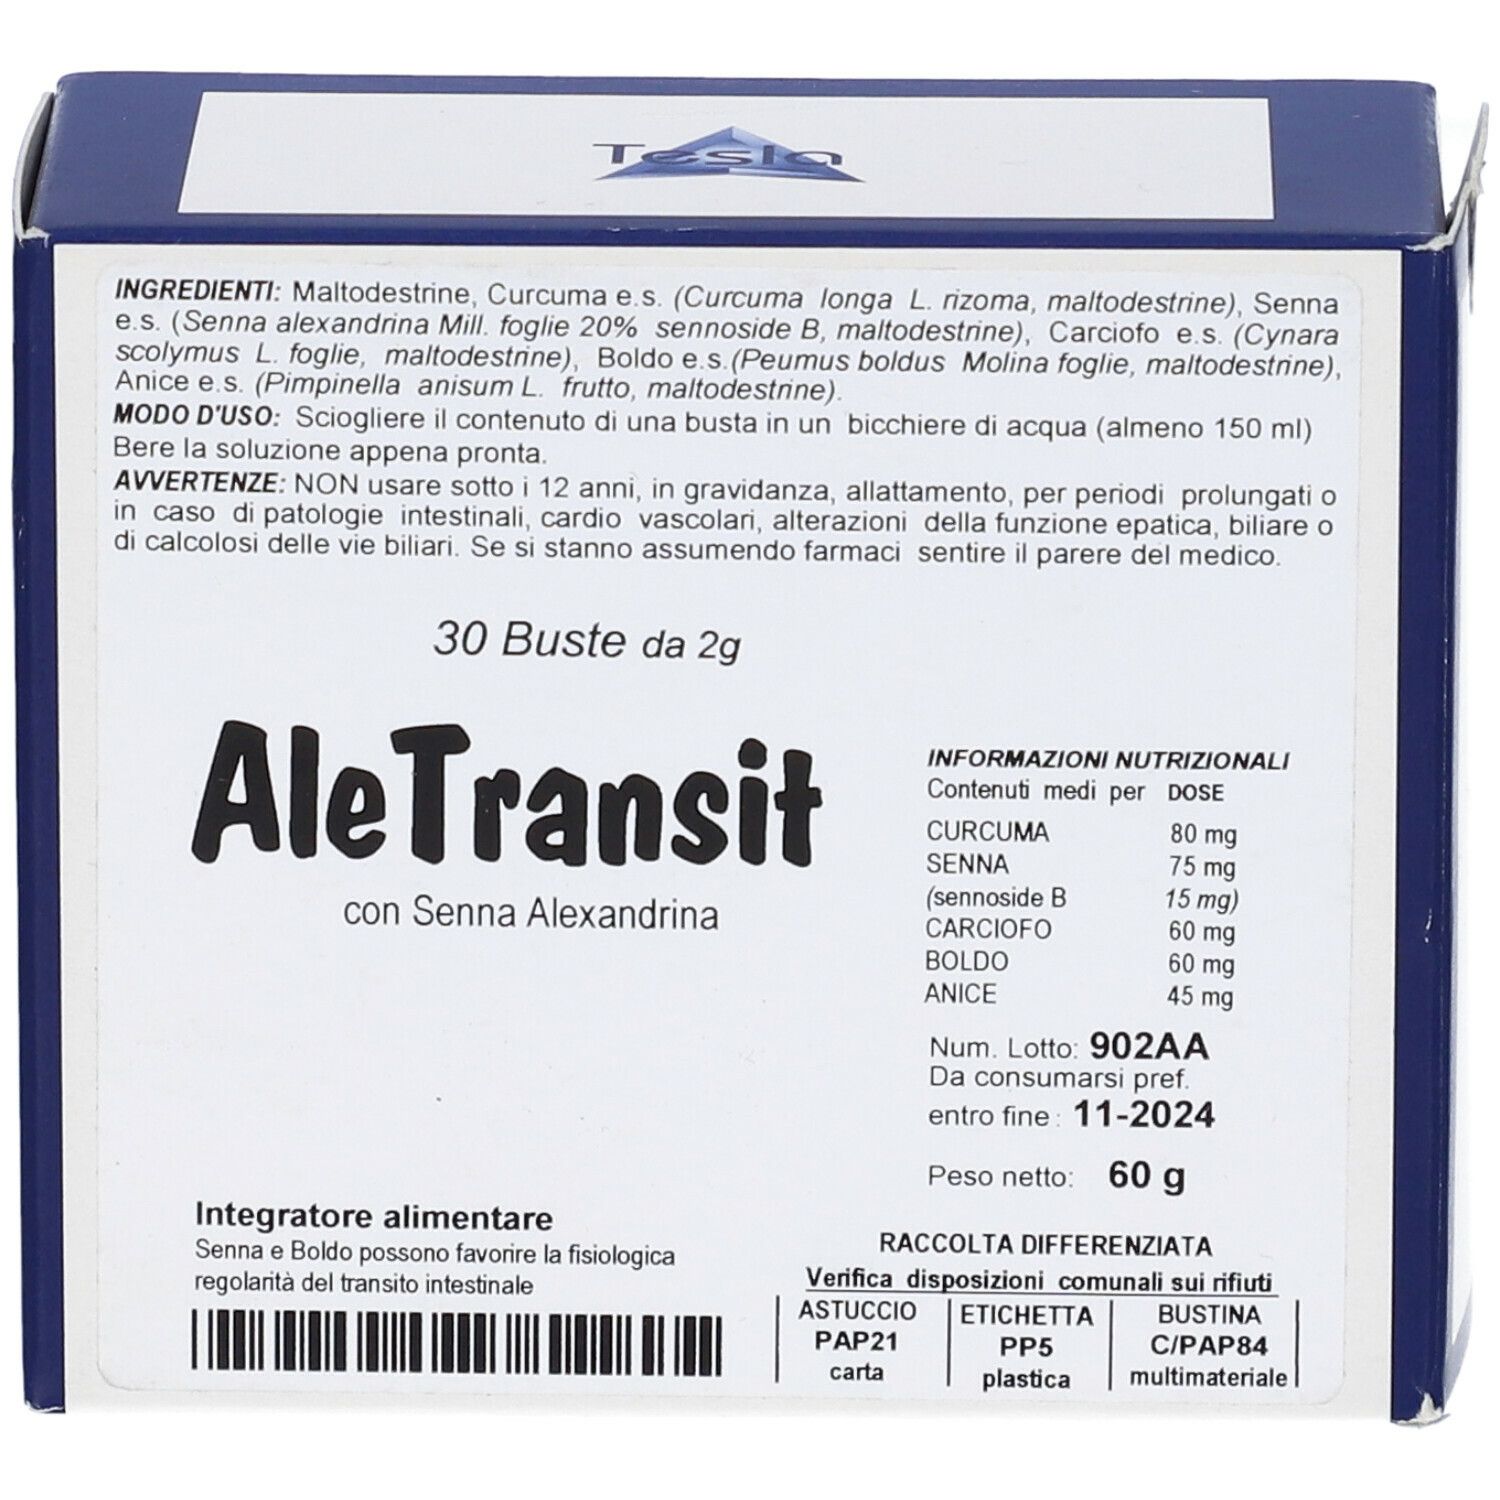 Tesla
INGREDIENTI: Maltodestrine, Curcuma e.s. (Curcuma longa L. rizoma, maltodestrine), Senna
e.s. (Senna alexandrina Mill. foglie 20% sennoside B, maltodestrine), Carciofo e.s. (Cynara
scolymus L. foglie, maltodestrine), Boldo e.s.(Peumus boldus Molina foglie, maltodestrine),
Anice e.s. (Pimpinella anisum L. frutto, maltodestrine).
MODO D'USO: Sciogliere il contenuto di una busta in un bicchiere di acqua (almeno 150 ml)
Bere la soluzione appena pronta.
AVVERTENZE: NON usare sotto i 12 anni, in gravidanza, allattamento, per periodi prolungati o
in caso di patologie intestinali, cardio vascolari, alterazioni della funzione epatica, biliare o
di calcolosi delle vie biliari. Se si stanno assumendo farmaci sentire il parere del medico.
30 Buste da 2g
AleTransit
con Senna Alexandrina
INFORMAZIONI NUTRIZIONALI
Contenuti medi per DOSE
CURCUMA 80 mg
SENNA 75 mg
(sennoside B 15 mg)
CARCIOFO 60 mg
BOLDO 60 mg
ANICE 45 mg
Num. Lotto: 902AA
Da consumarsi pref.
entro fine : 11-2024
Peso netto: 60 g
Integratore alimentare
Senna e Boldo possono favorire la fisiologica
regolarità del transito intestinale
RACCOLTA DIFFERENZIATA
Verifica disposizioni comunali sui rifiuti
ASTUCCIO ETICHETTA BUSTINA
PAP21 PP5 C/PAP84
carta plastica multimateriale